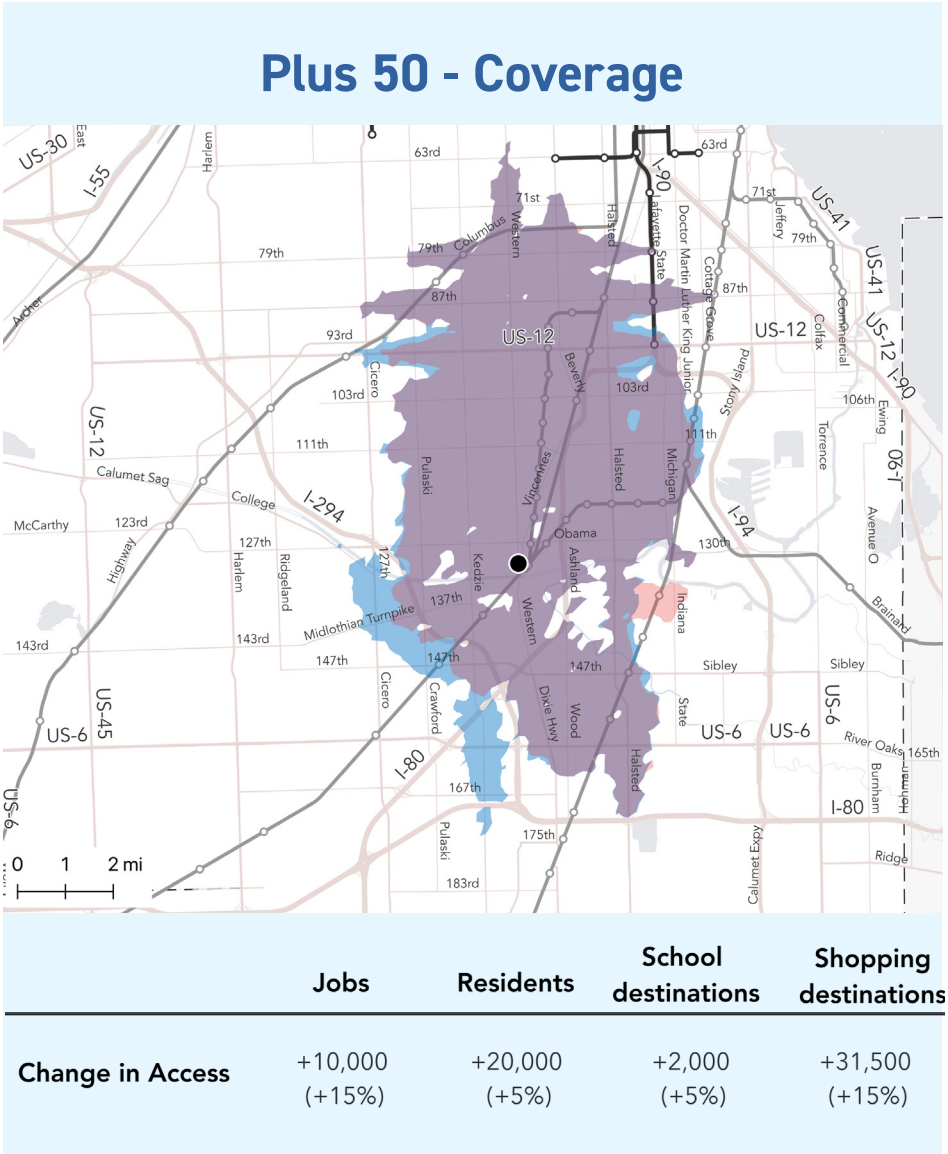 Plus 50 - Coverage
US-30
East
I-55
Harlem
63rd
63rd
I-90
71st
71st
US-41
Western
Halsted
Lafayette
State
Doctor Martin Luther King Junior
Jeffery
79th
79th
79th
Columbus
Cottage Grove
US-41
87th
87th
Archer
Commercial
93rd
US-12
US-12
Colfax
US-12
I-90
Beverly
Stony Island
Cicero
103rd
103rd
106th
Ewing
US-12
111th
111th
Torrence
Pulaski
Vincennes
Halsted
Michigan
I-90
Calumet Sag
College
I-294
McCarthy
123rd
I-94
Avenue O
Obama
127th
127th
130th
Highway
Harlem
Ridgeland
Kedzie
Ashland
137th
Western
Indiana
Brainard
Midlothian Turnpike
143rd
143rd
147th
147th
147th
Sibley
Sibley
Cicero
Crawford
Dixie Hwy
Wood
State
US-45
US-6
US-6
US-6
US-6
River Oaks
165th
I-80
Halsted
Burnham
Hohman
US-6
167th
I-80
175th
Pulaski
Calumet Expy
Ridge
183rd
0 1 2 mi
Jobs
Residents
School
destinations
Shopping
destinations
Change in Access
+10,000
(+15%)
+20,000
(+5%)
+2,000
(+5%)
+31,500
(+15%)